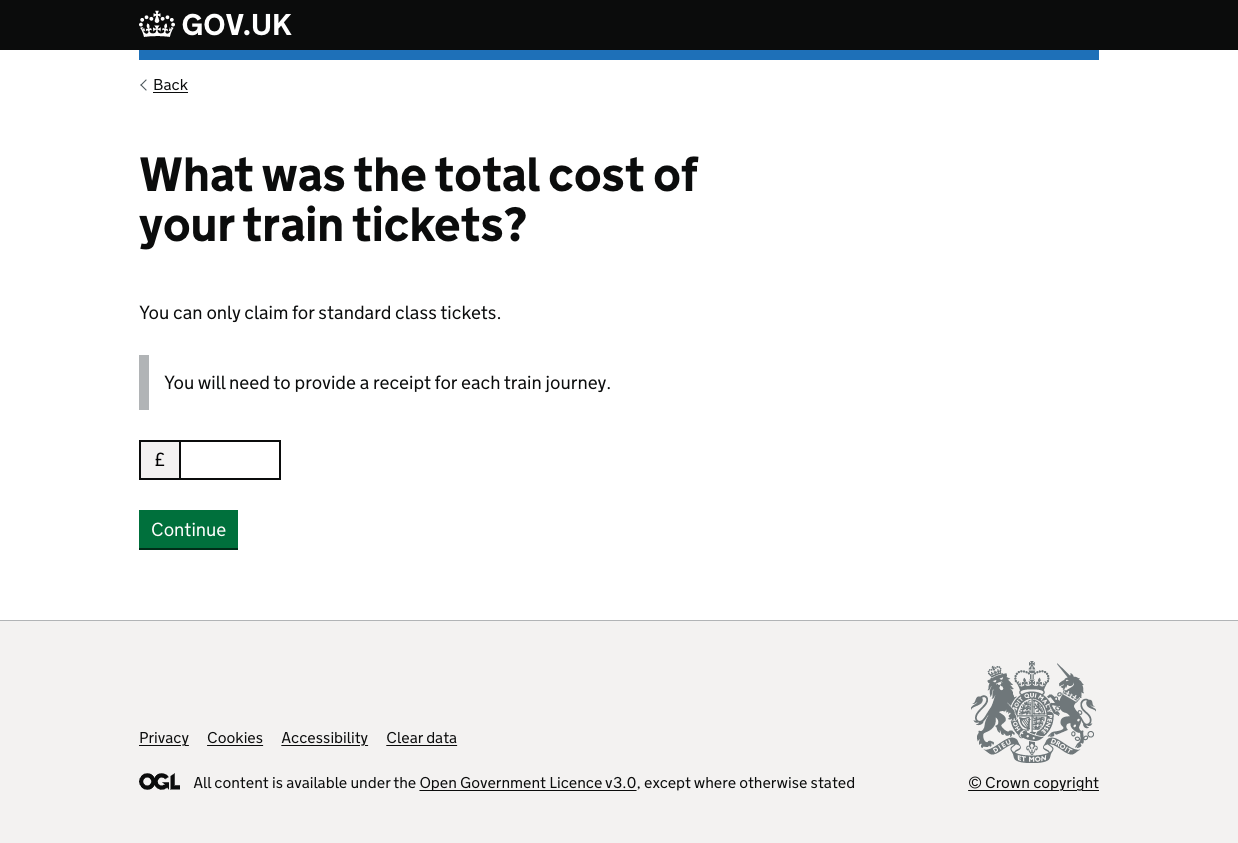 GOV.UK
Back
What was the total cost of
your train tickets?
You can only claim for standard class tickets.
You will need to provide a receipt for each train journey.
£
Continue
Privacy Cookies Accessibility Clear data
OGL All content is available under the Open Government Licence v3.0, except where otherwise stated
DIEU ET MON DROIT
© Crown copyright